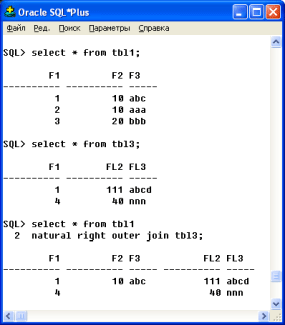 Oracle SQL*Plus
Файл Ред. Поиск Параметры Справка
SQL> select * from tbl1;
F1 F2 F3
---------- ---------- -----
1 10 abc
2 10 aaa
3 20 bbb
SQL> select * from tbl3;
F1 FL2 FL3
---------- ---------- -----
1 111 abcd
4 40 nnn
SQL> select * from tbl1
2 natural right outer join tbl3;
F1 F2 F3 FL2 FL3
---------- ---------- ----- ---------- -----
1 10 abc 111 abcd
4 40 nnn